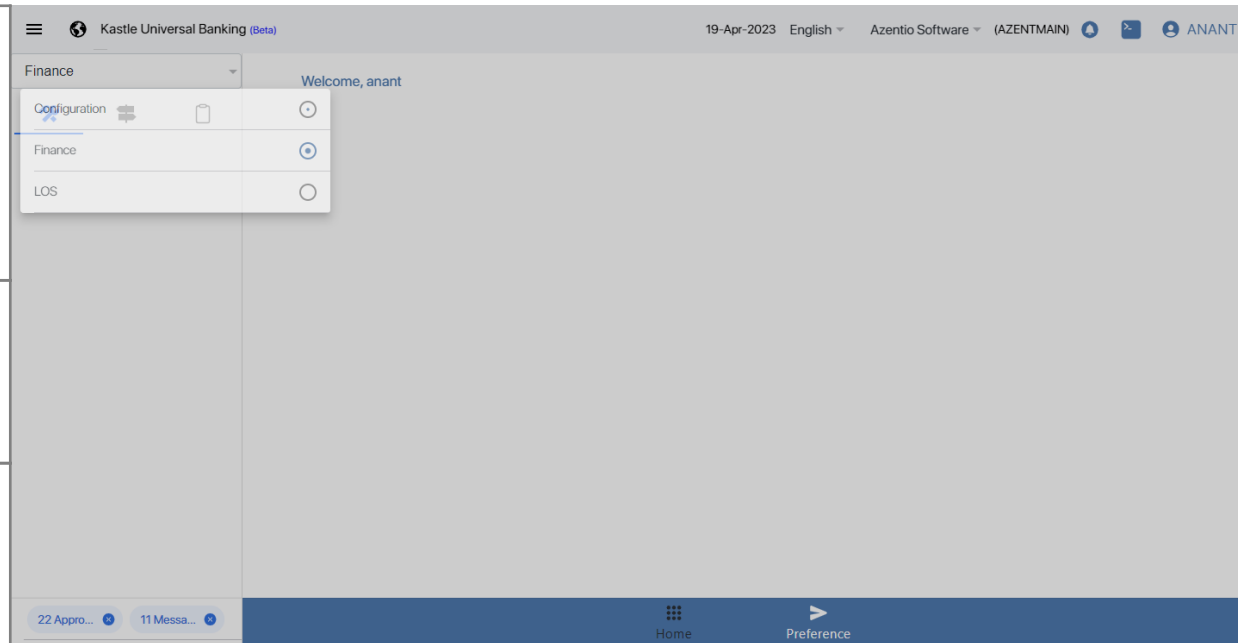 Kastle Universal Banking (Beta)
19-Apr-2023 English Azentio Software (AZENTMAIN) ANANT
Finance
Welcome, anant
Configuration
Finance
LOS
22 Appro... 11 Messa...
Home Preference